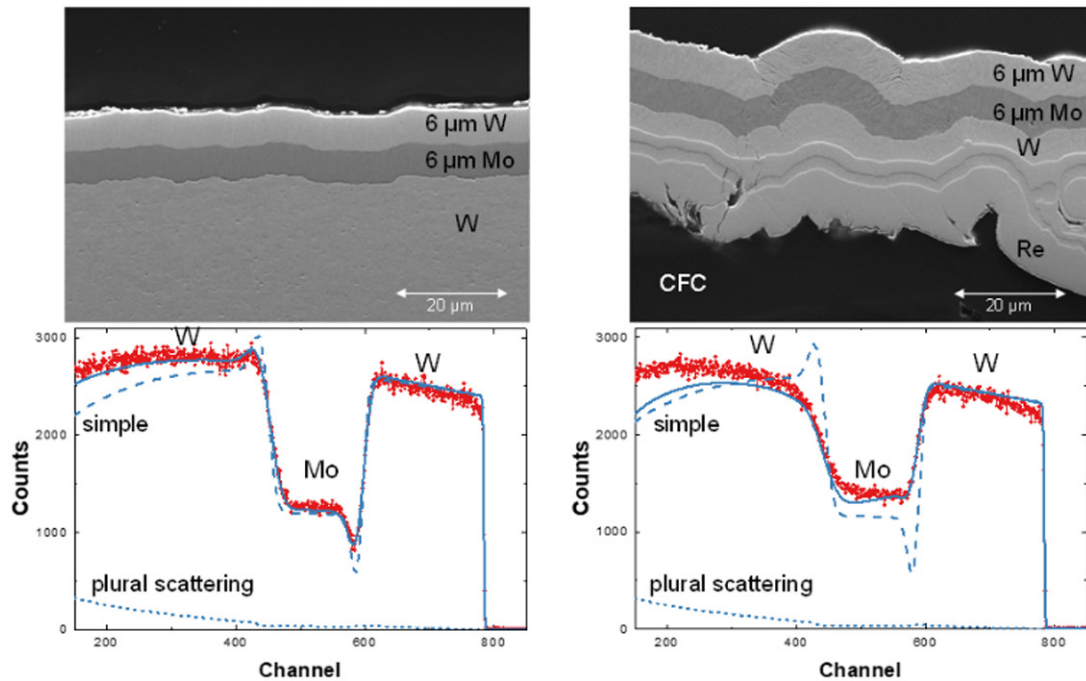 6 µm W
6 µm Mo
W
20 µm
6 µm W
6 µm Mo
W
Re
CFC
20 µm
3000
2000
1000
0
Counts
W
W
Mo
simple
plural scattering
200
400
600
800
Channel
3000
2000
1000
0
Counts
W
W
Mo
simple
plural scattering
200
400
600
800
Channel